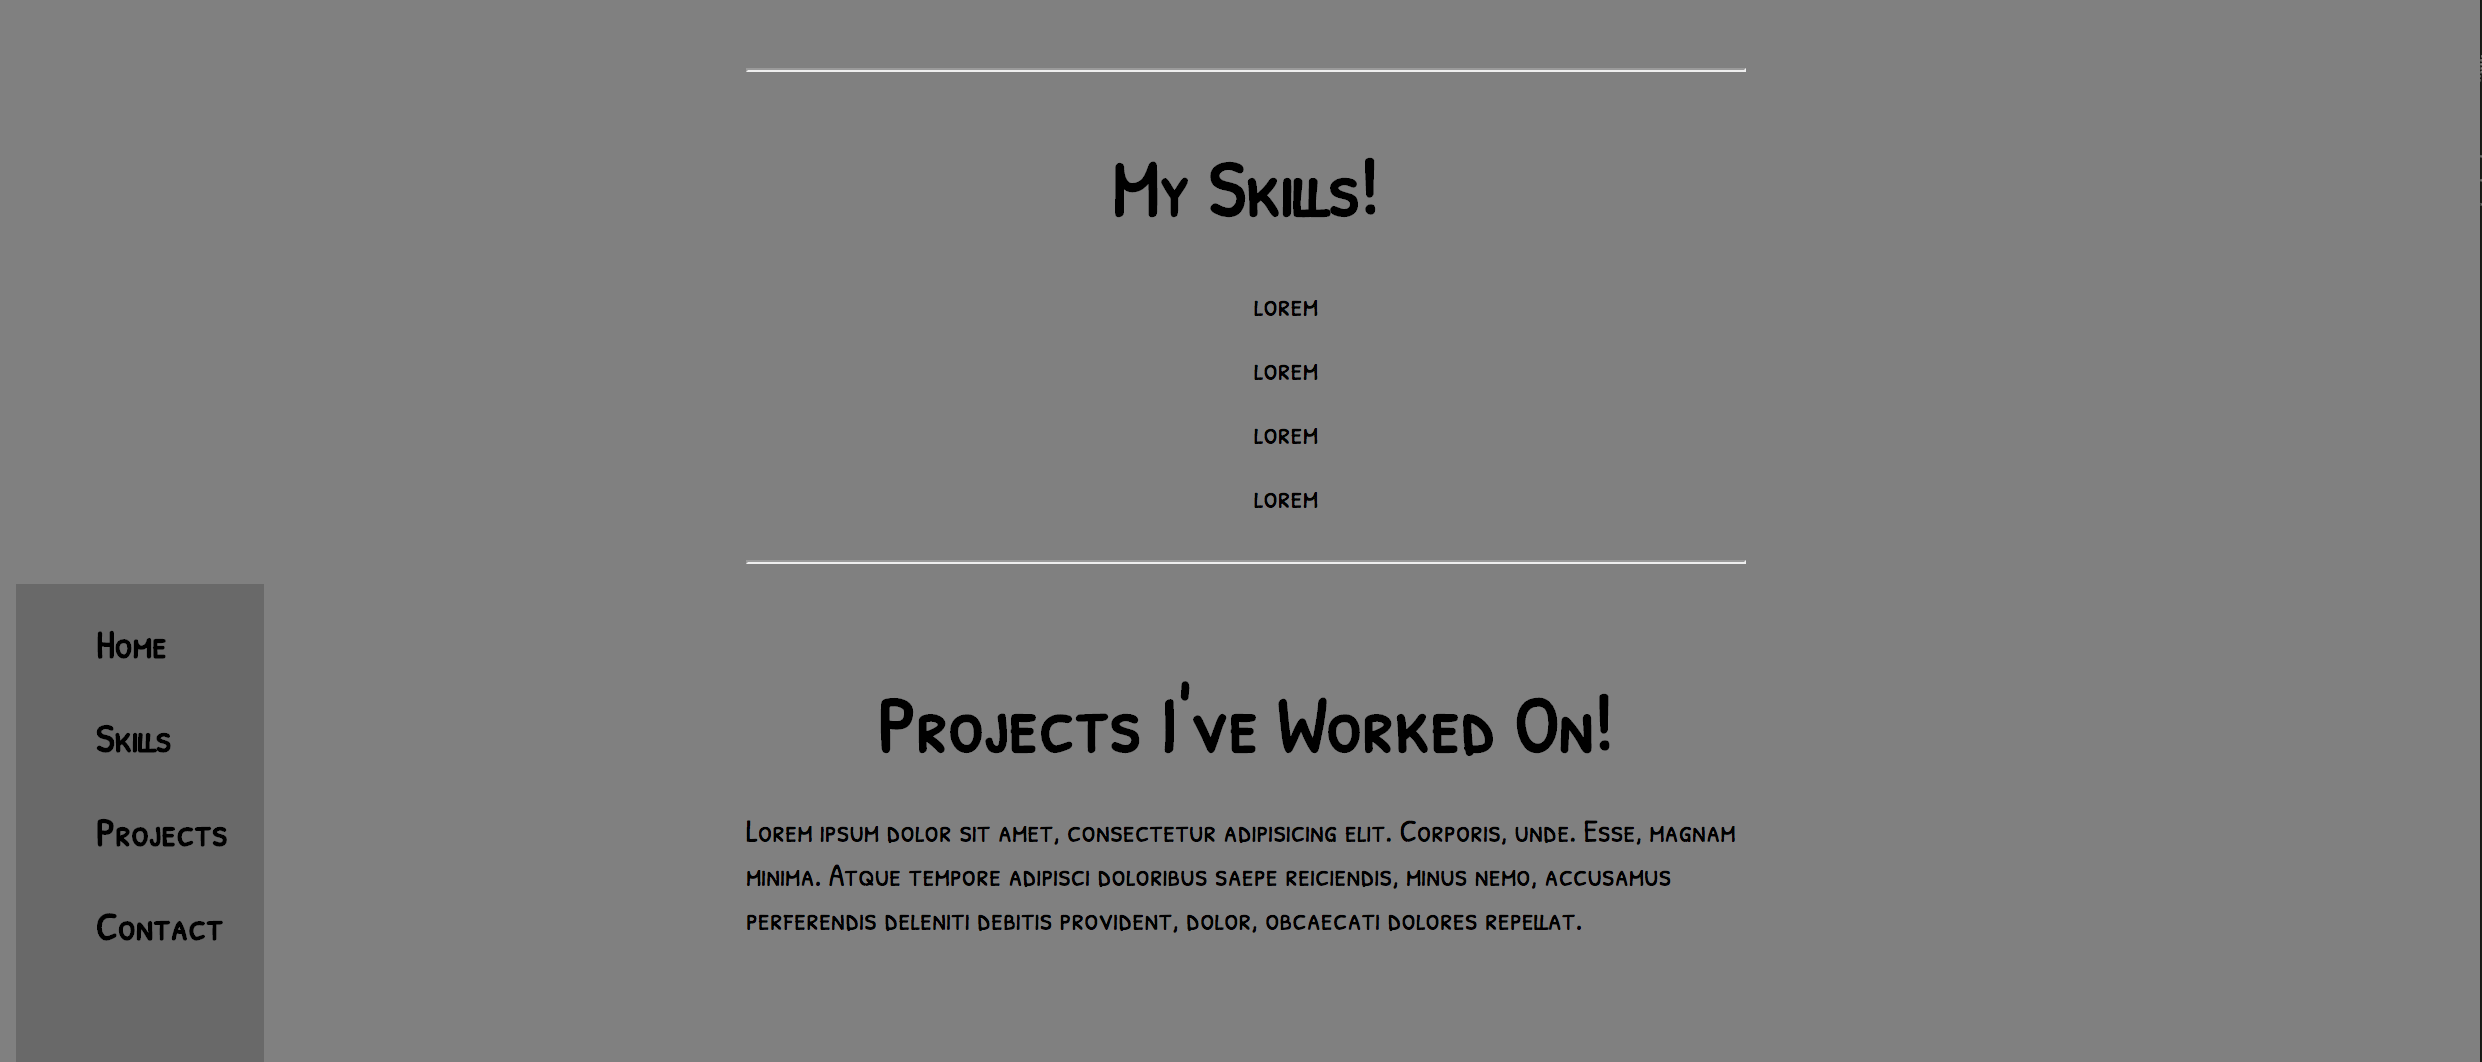 My Skills!
lorem
lorem
lorem
lorem
Home
Skills
Projects
Contact
Projects I've Worked On!
Lorem ipsum dolor sit amet, consectetur adipisicing elit. Corporis, unde. Esse, magnam
minima. Atque tempore adipisci doloribus saepe reiciendis, minus nemo, accusamus
perferendis deleniti debitis provident, dolor, obcaecati dolores repellat.